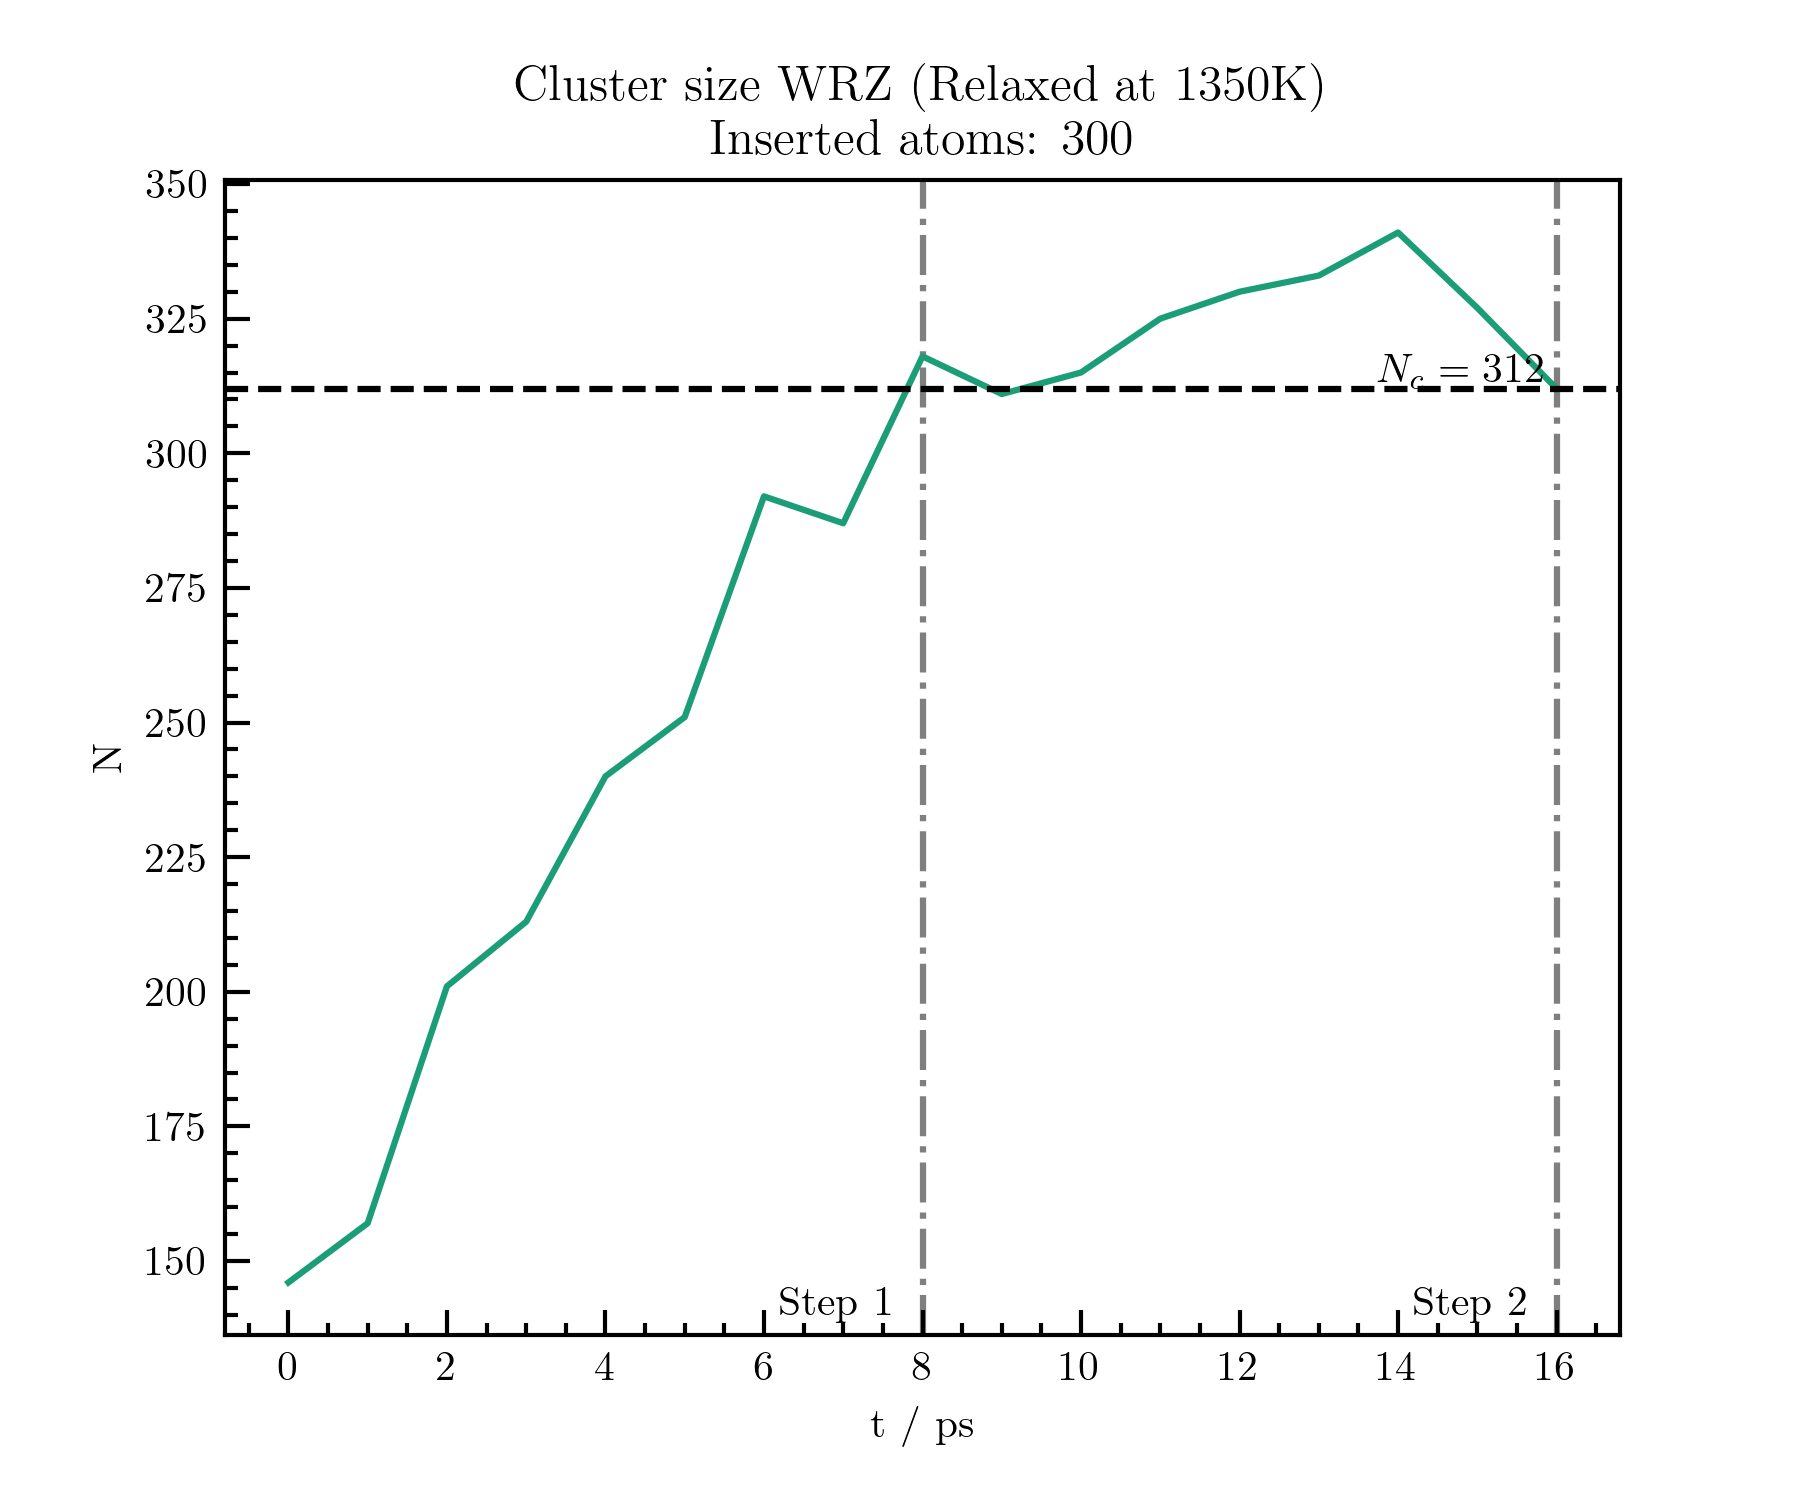 Cluster size WRZ (Relaxed at 1350K)
Inserted atoms: 300
350
325
300
275
250
225
200
175
150
N
N_c = 312
Step 1
Step 2
0 2 4 6 8 10 12 14 16
t / ps